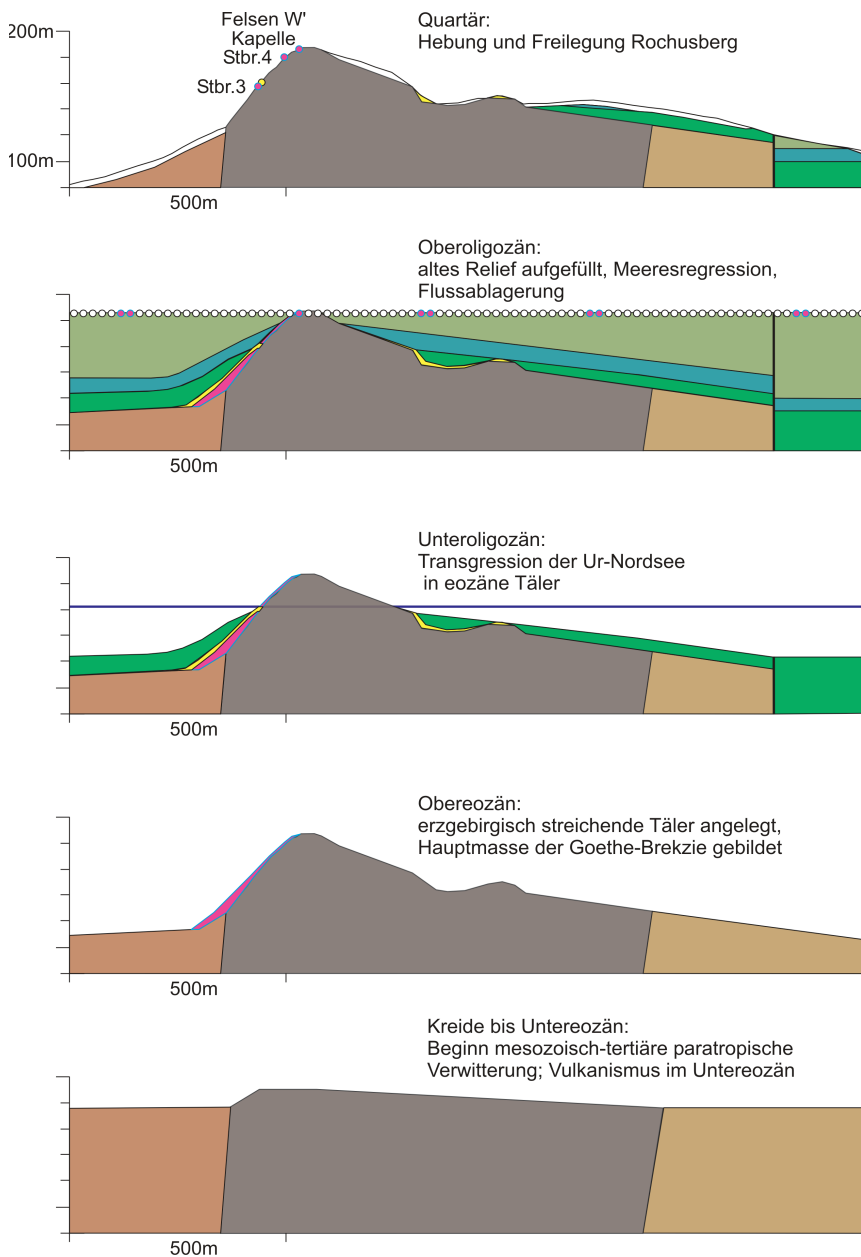 Felsen W'
Kapelle
Stbr.4
Stbr.3
Quartär:
Hebung und Freilegung Rochusberg
200m
100m
500m
Oberoligozän:
altes Relief aufgefüllt, Meeresregression,
Flussablagerung
500m
Unteroligozän:
Transgression der Ur-Nordsee
in eozäne Täler
500m
Obereozän:
erzgebirgisch streichende Täler angelegt,
Hauptmasse der Goethe-Brekzie gebildet
500m
Kreide bis Untereozän:
Beginn mesozoisch-tertiäre paratropische
Verwitterung; Vulkanismus im Untereozän
500m